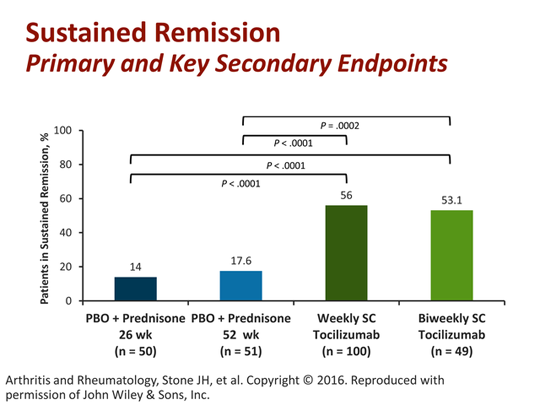 Sustained Remission
Primary and Key Secondary Endpoints
Patients in Sustained Remission, %
100
80
60
40
20
0
P = .0002
P < .0001
P < .0001
P < .0001
14
17.6
56
53.1
PBO + Prednisone
26 wk
(n = 50)
PBO + Prednisone
52 wk
(n = 51)
Weekly SC
Tocilizumab
(n = 100)
Biweekly SC
Tocilizumab
(n = 49)
Arthritis and Rheumatology, Stone JH, et al. Copyright © 2016. Reproduced with
permission of John Wiley & Sons, Inc.